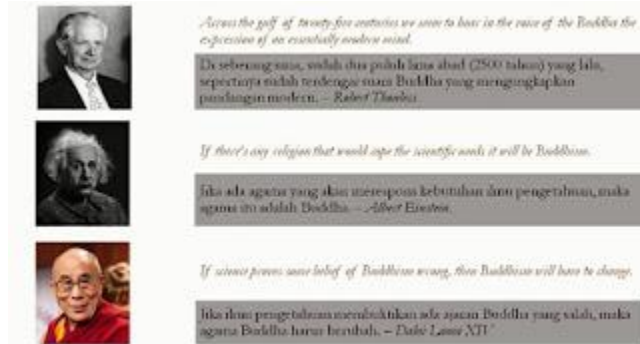 Across the gulf of twenty-five centuries we seem to hear in the voice of the Buddha the
expression of an essentially modern mind.
Di seberang sana, sudah dua puluh lima abad (2500 tahun) yang lalu,
sepertinya sudah terdengar suara Buddha yang mengungkapkan
pandangan modern. – Robert
If there's any religion that would cope the scientific needs it will be Buddhism.
Jika ada agama yang akan merespons kebutuhan ilmu pengetahuan, maka
agama itu adalah Buddha. – Albert Einstein
If science proves some belief of Buddhism wrong, then Buddhism will have to change.
Jika ilmu pengetahuan membuktikan ada ajaran Buddha yang salah, maka
agama Buddha harus berubah. – Dalai Lama XIV